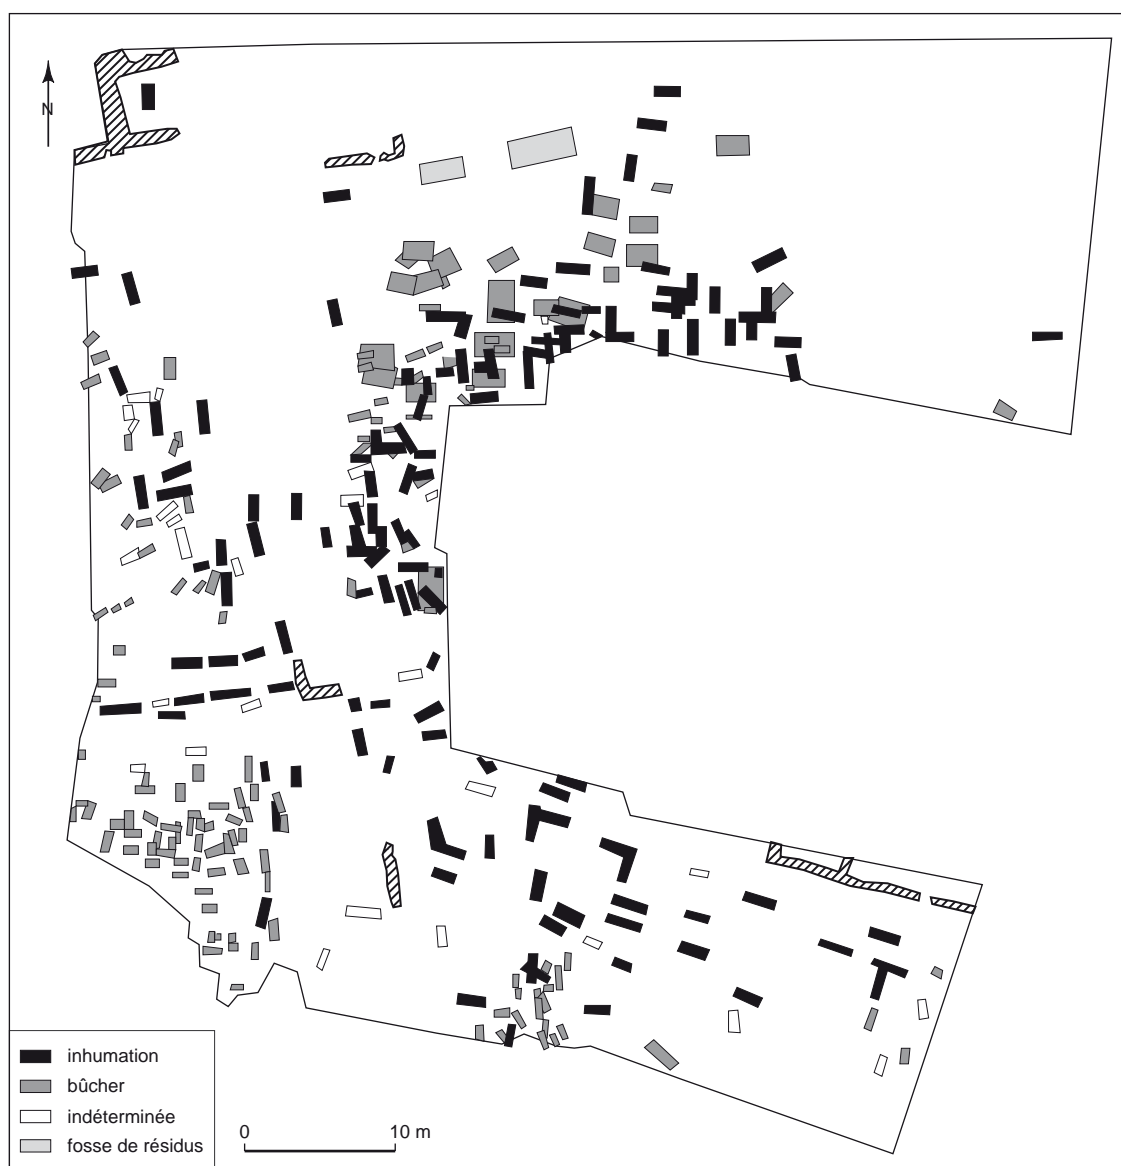 N
inhumation
bûcher
indéterminée
fosse de résidus
0 10 m